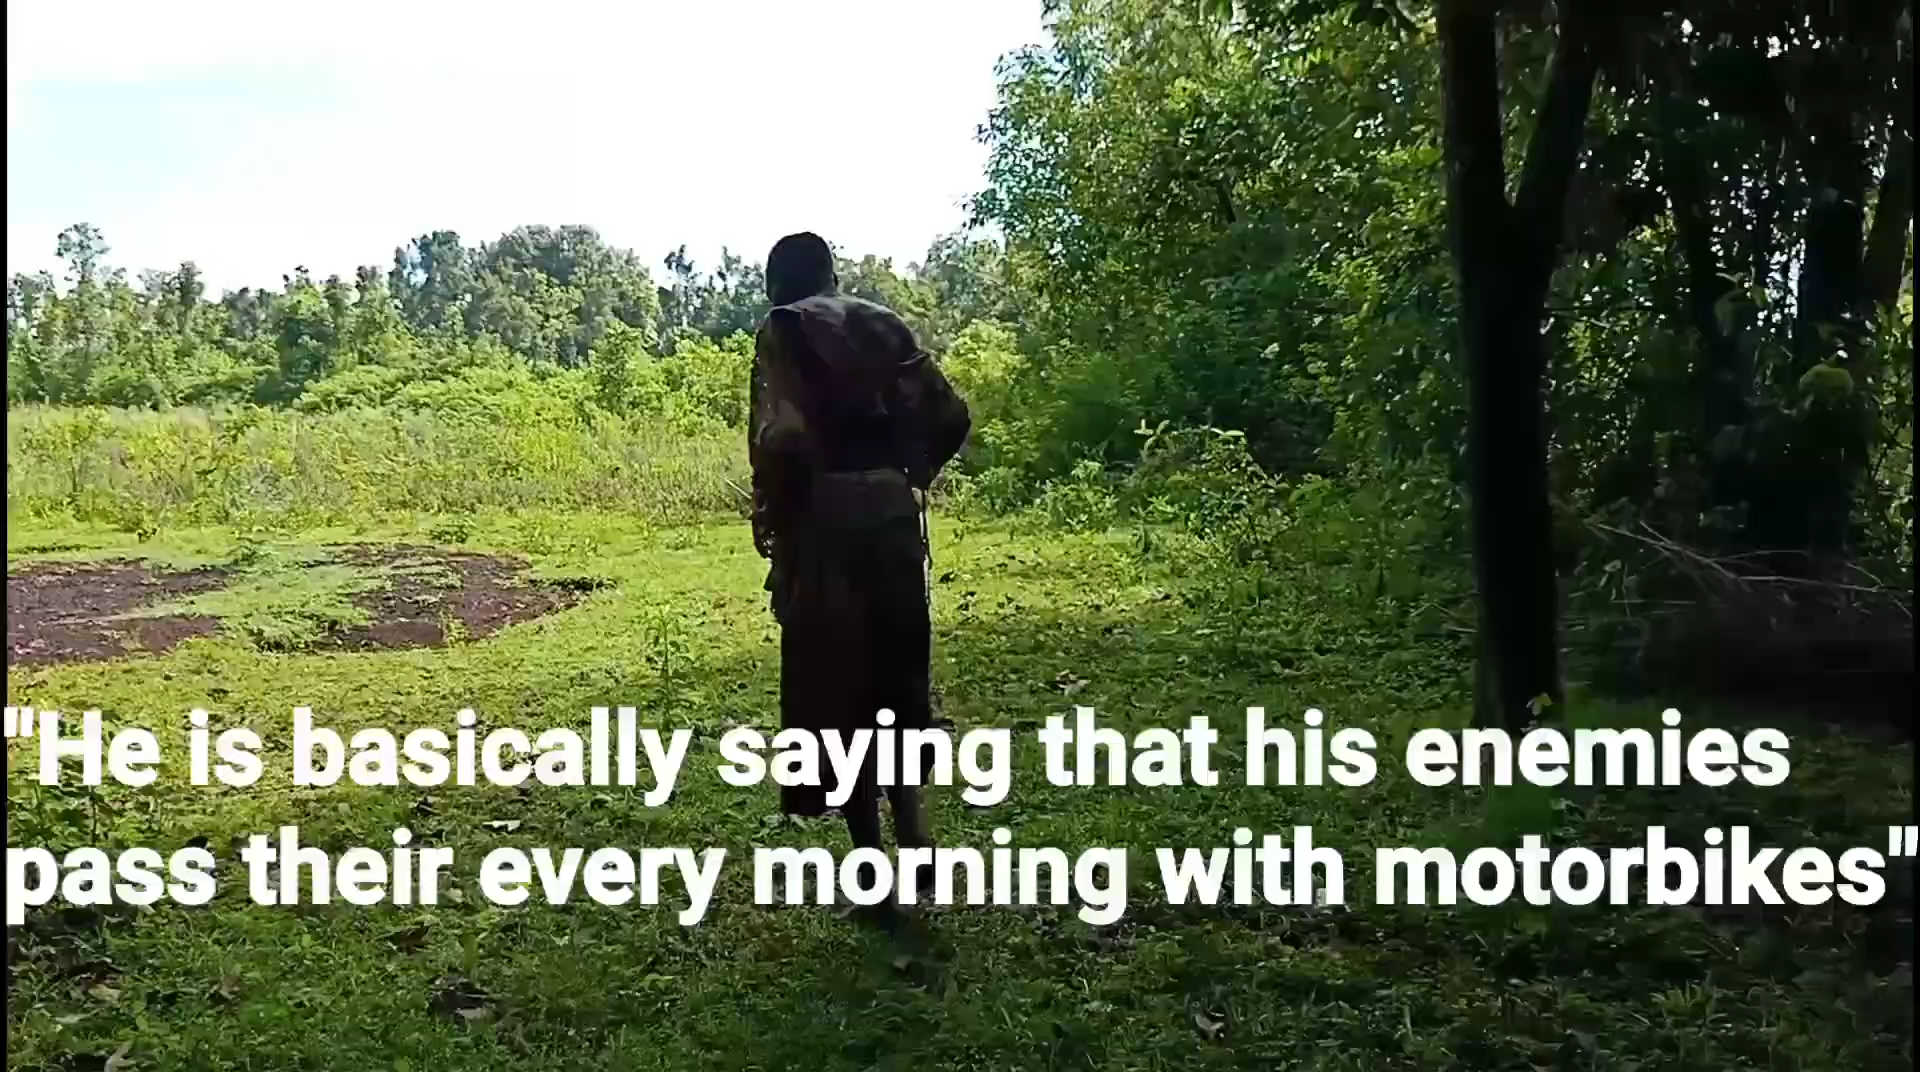 "He is basically saying that his enemies
pass their every morning with motorbikes"